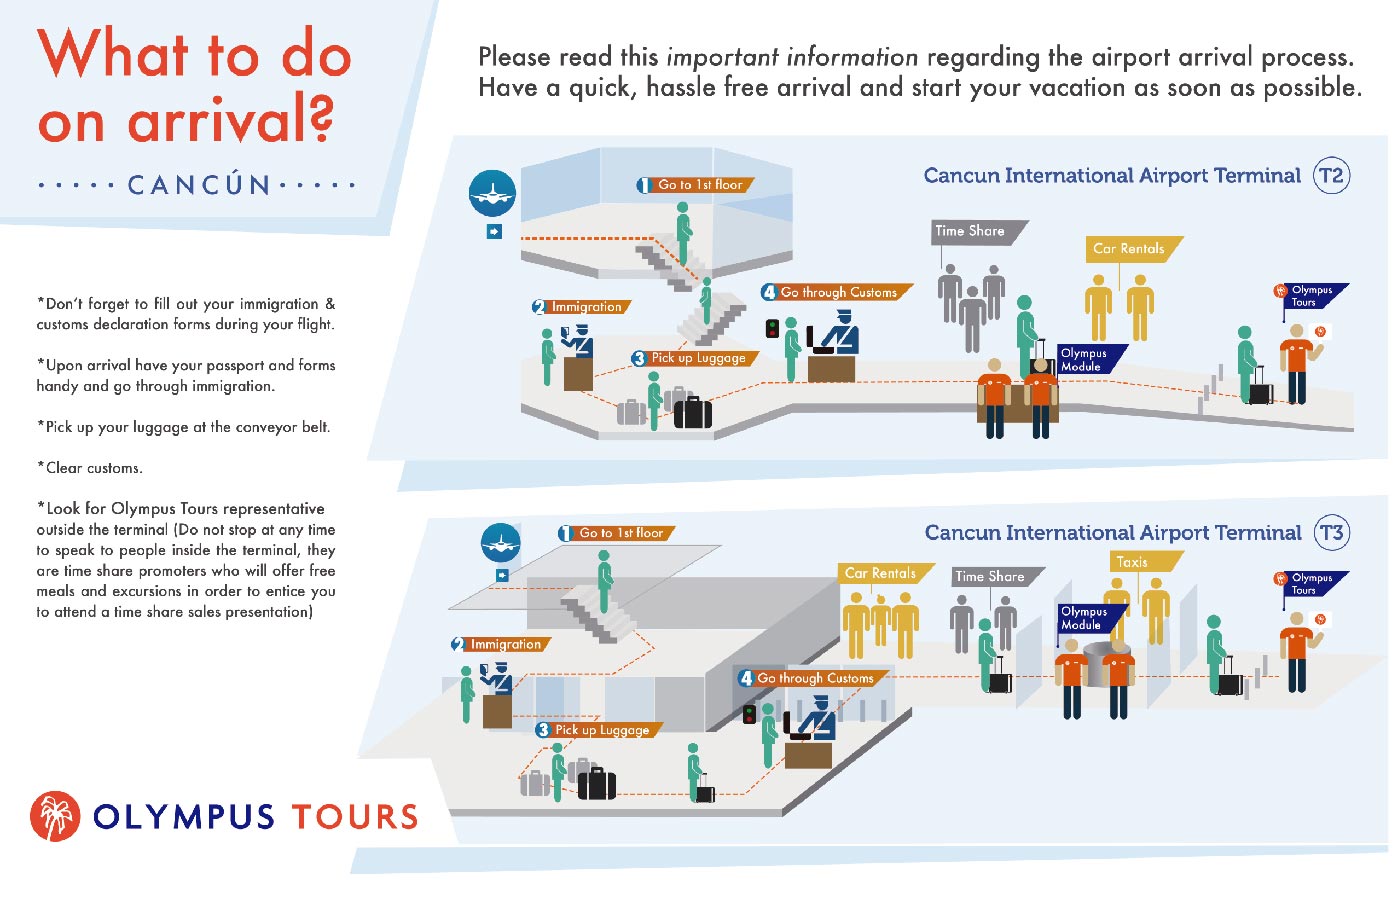 What to do
on arrival?
CANCÚN
*Don't forget to fill out your immigration &
customs declaration forms during your flight.
*Upon arrival have your passport and forms
handy and go through immigration.
*Pick up your luggage at the conveyor belt.
*Clear customs.
*Look for Olympus Tours representative
outside the terminal (Do not stop at any time
to speak to people inside the terminal, they
are time share promoters who will offer free
meals and excursions in order to entice you
to attend a time share sales presentation)
OLYMPUS TOURS
Please read this important information regarding the airport arrival process.
Have a quick, hassle free arrival and start your vacation as soon as possible.
Cancun International Airport Terminal T2
1 Go to 1st floor
2 Immigration
3 Pick up Luggage
4 Go through Customs
Time Share
Car Rentals
Olympus
Module
Olympus
Tours
Cancun International Airport Terminal T3
1 Go to 1st floor
2 Immigration
3 Pick up Luggage
4 Go through Customs
Car Rentals
Time Share
Taxis
Olympus
Module
Olympus
Tours